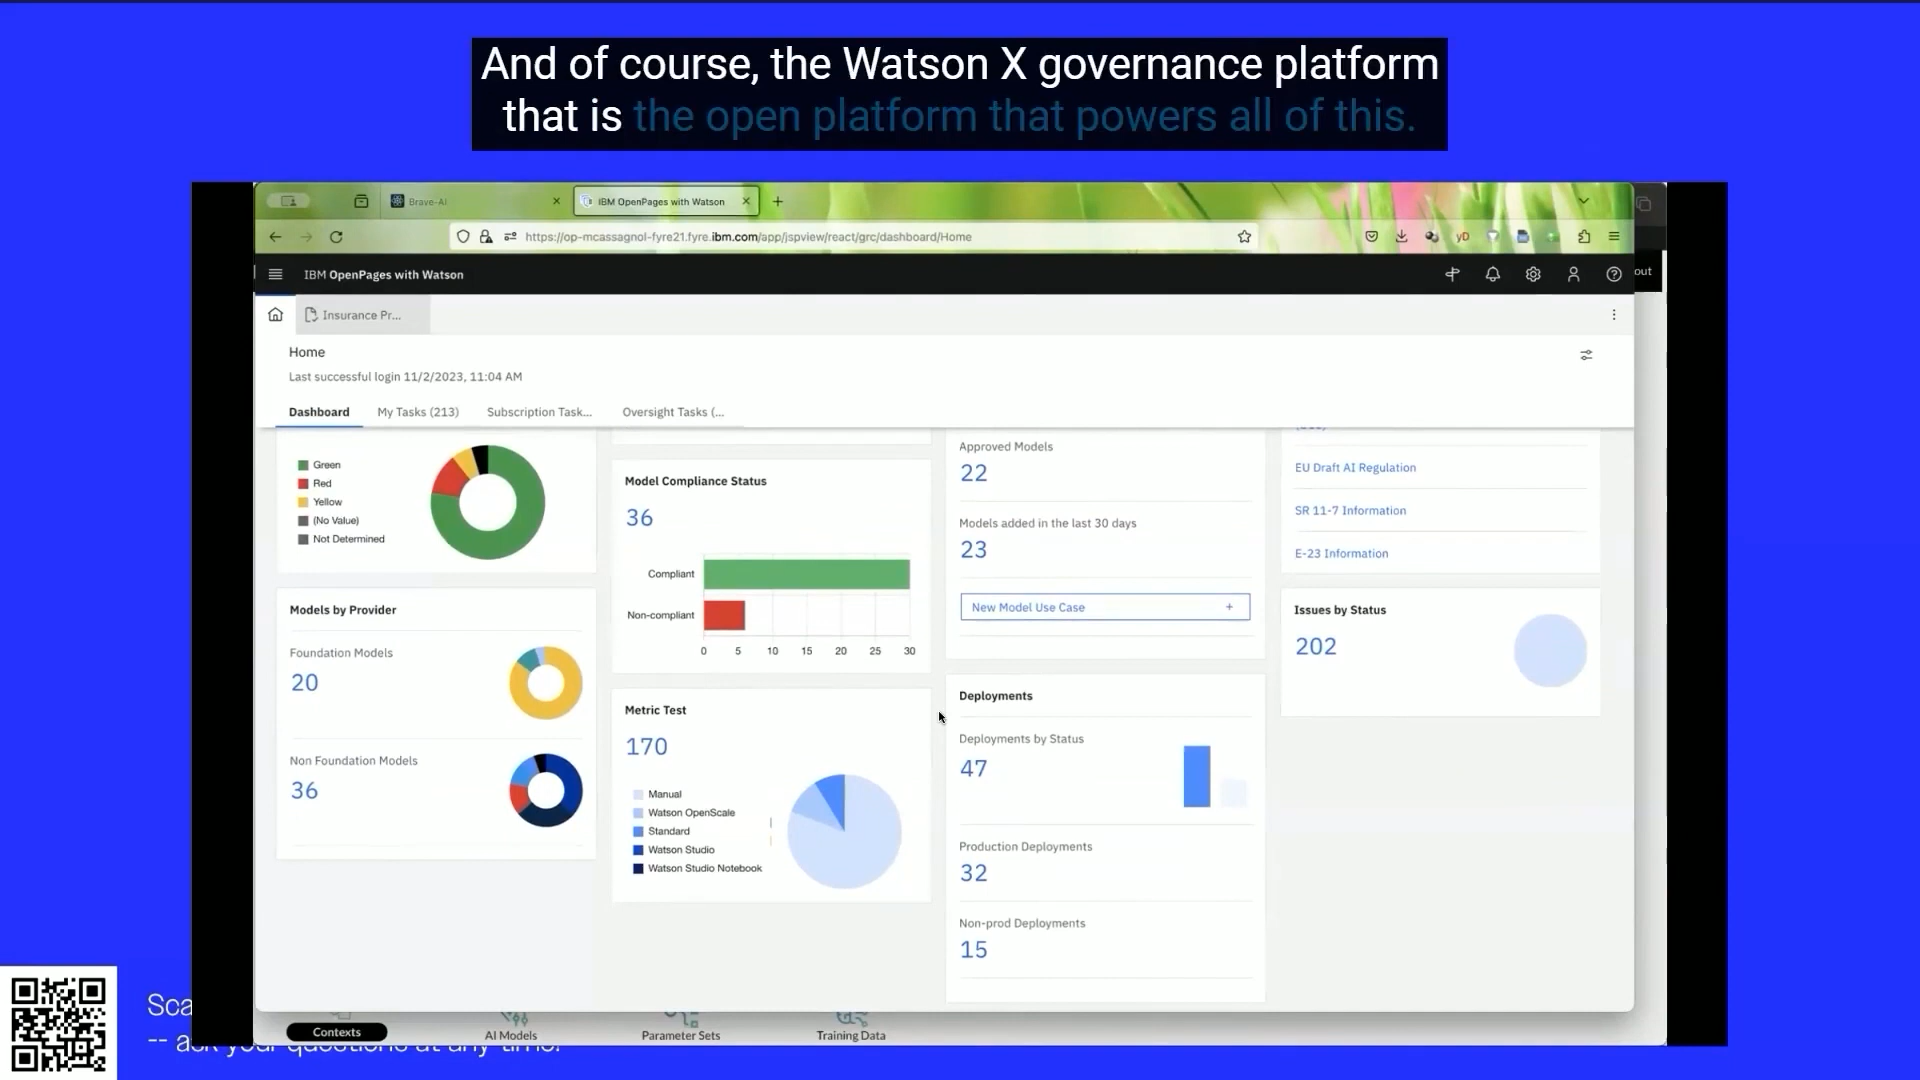 And of course, the Watson X governance platform
that is the open platform that powers all of this.
Brave-AI
IBM OpenPages with Watson
https://op-mcassagnol-fyre21.fyre.ibm.com/app/jspview/react/grc/dashboard/Home
IBM OpenPages with Watson
out
Insurance Pr...
Home
Last successful login 11/2/2023, 11:04 AM
Dashboard
My Tasks (213)
Subscription Task...
Oversight Tasks (...
Green
Red
Yellow
(No Value)
Not Determined
Models by Provider
Foundation Models
20
Non Foundation Models
36
Model Compliance Status
36
Compliant
Non-compliant
0 5 10 15 20 25 30
Metric Test
170
Manual
Watson OpenScale
Standard
Watson Studio
Watson Studio Notebook
Approved Models
22
Models added in the last 30 days
23
New Model Use Case +
Deployments
Deployments by Status
47
Production Deployments
32
Non-prod Deployments
15
EU Draft AI Regulation
SR 11-7 Information
E-23 Information
Issues by Status
202
Contexts
AI Models
Parameter Sets
Training Data
Sca
-- ask your questions at any time.